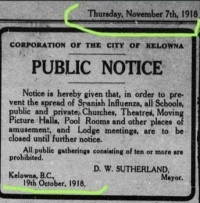 Thursday, November 7th, 1918
CORPORATION OF THE CITY OF KELOWNA
PUBLIC NOTICE
Notice is hereby given that, in order to pre-
vent the spread of Spanish Influenza, all Schools,
public and private, Churches, Theatres, Moving
Picture Halls, Pool Rooms and other places of
amusement, and Lodge meetings, are to be
closed until further notice.
All public gatherings consisting of ten or more are
prohibited.
D. W. SUTHERLAND,
Kelowna, B.C., Mayor.
19th October, 1918.